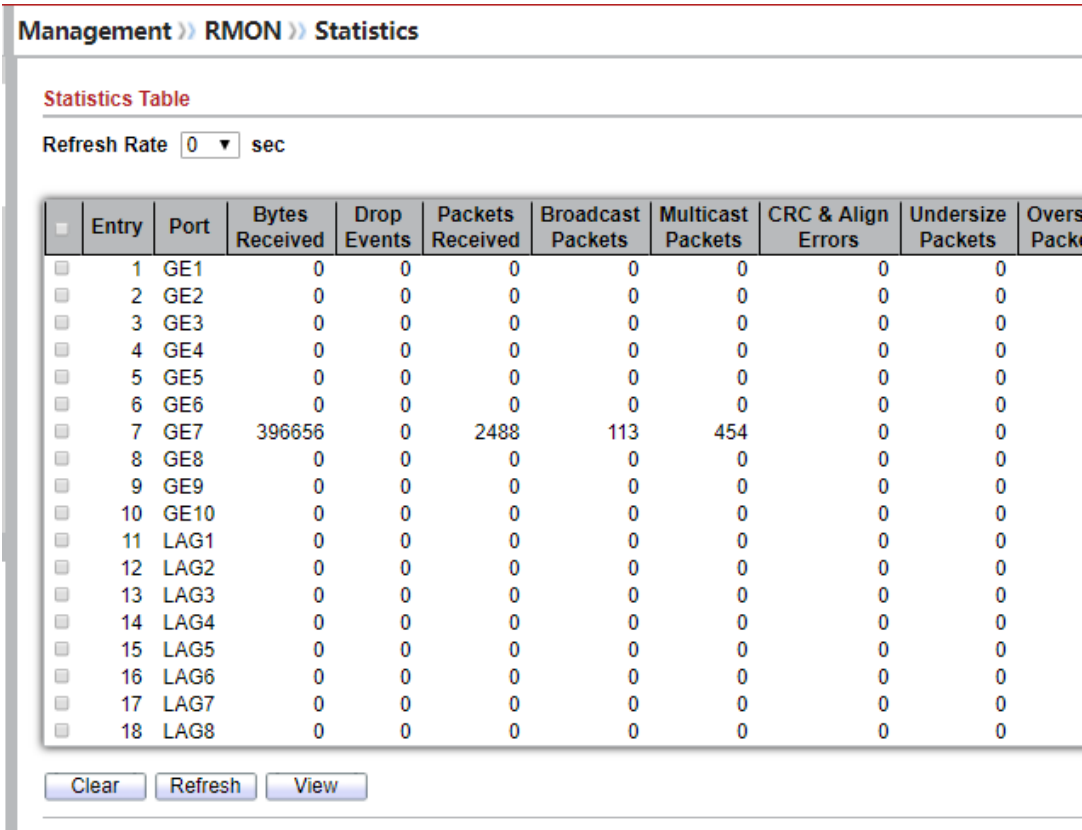 Management » RMON » Statistics
Statistics Table
Refresh Rate 0 ▼ sec
Entry Port Bytes Received Drop Events Packets Received Broadcast Packets Multicast Packets CRC & Align Errors Undersize Packets Overs Packe
1 GE1 0 0 0 0 0 0 0
2 GE2 0 0 0 0 0 0 0
3 GE3 0 0 0 0 0 0 0
4 GE4 0 0 0 0 0 0 0
5 GE5 0 0 0 0 0 0 0
6 GE6 0 0 0 0 0 0 0
7 GE7 396656 0 2488 113 454 0 0
8 GE8 0 0 0 0 0 0 0
9 GE9 0 0 0 0 0 0 0
10 GE10 0 0 0 0 0 0 0
11 LAG1 0 0 0 0 0 0 0
12 LAG2 0 0 0 0 0 0 0
13 LAG3 0 0 0 0 0 0 0
14 LAG4 0 0 0 0 0 0 0
15 LAG5 0 0 0 0 0 0 0
16 LAG6 0 0 0 0 0 0 0
17 LAG7 0 0 0 0 0 0 0
18 LAG8 0 0 0 0 0 0 0
Clear Refresh View